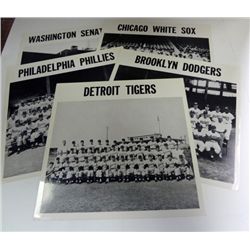 WASHINGTON SENA
CHICAGO WHITE SOX
PHILADELPHIA PHILLIES
BROOKLYN DODGERS
DETROIT TIGERS